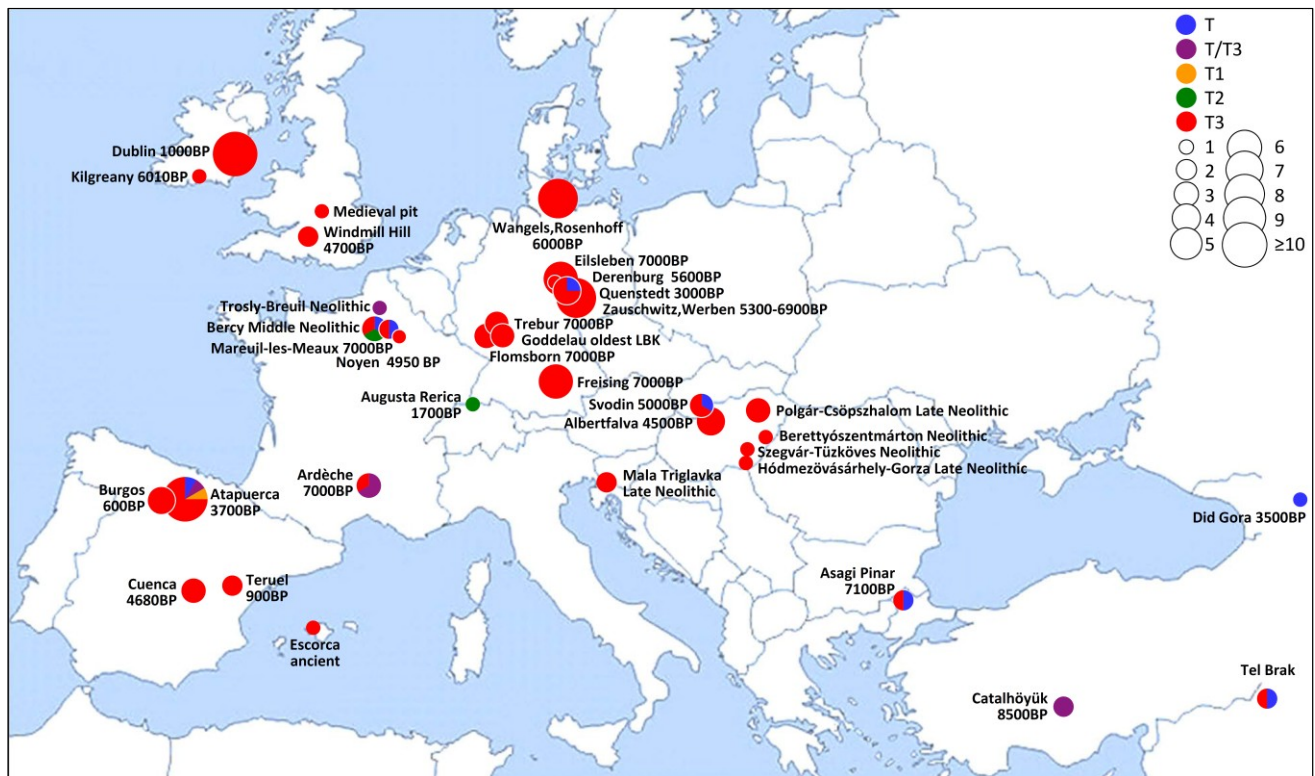 T
T/T3
T1
T2
T3
1 6
2 7
3 8
4 9
5 ≥10
Dublin 1000BP
Kilgreany 6010BP
Medieval pit
Windmill Hill
4700BP
Wangels,Rosenhoff
6000BP
Eilsleben 7000BP
Derenburg 5600BP
Quenstedt 3000BP
Zauschwitz,Werben 5300-6900BP
Trosly-Breuil Neolithic
Bercy Middle Neolithic
Mareuil-les-Meaux 7000BP
Noyen 4950 BP
Trebur 7000BP
Goddelau oldest LBK
Flomsborn 7000BP
Freising 7000BP
Augusta Rerica
1700BP
Svodin 5000BP
Albertfalva 4500BP
Polgár-Csöpszhalom Late Neolithic
Berettyószentmárton Neolithic
Szegvár-Tüzköves Neolithic
Hódmezövásárhely-Gorza Late Neolithic
Mala Triglavka
Late Neolithic
Ardèche
7000BP
Burgos
600BP
Atapuerca
3700BP
Cuenca
4680BP
Teruel
900BP
Escorca
ancient
Did Gora 3500BP
Asagi Pinar
7100BP
Catalhöyük
8500BP
Tel Brak